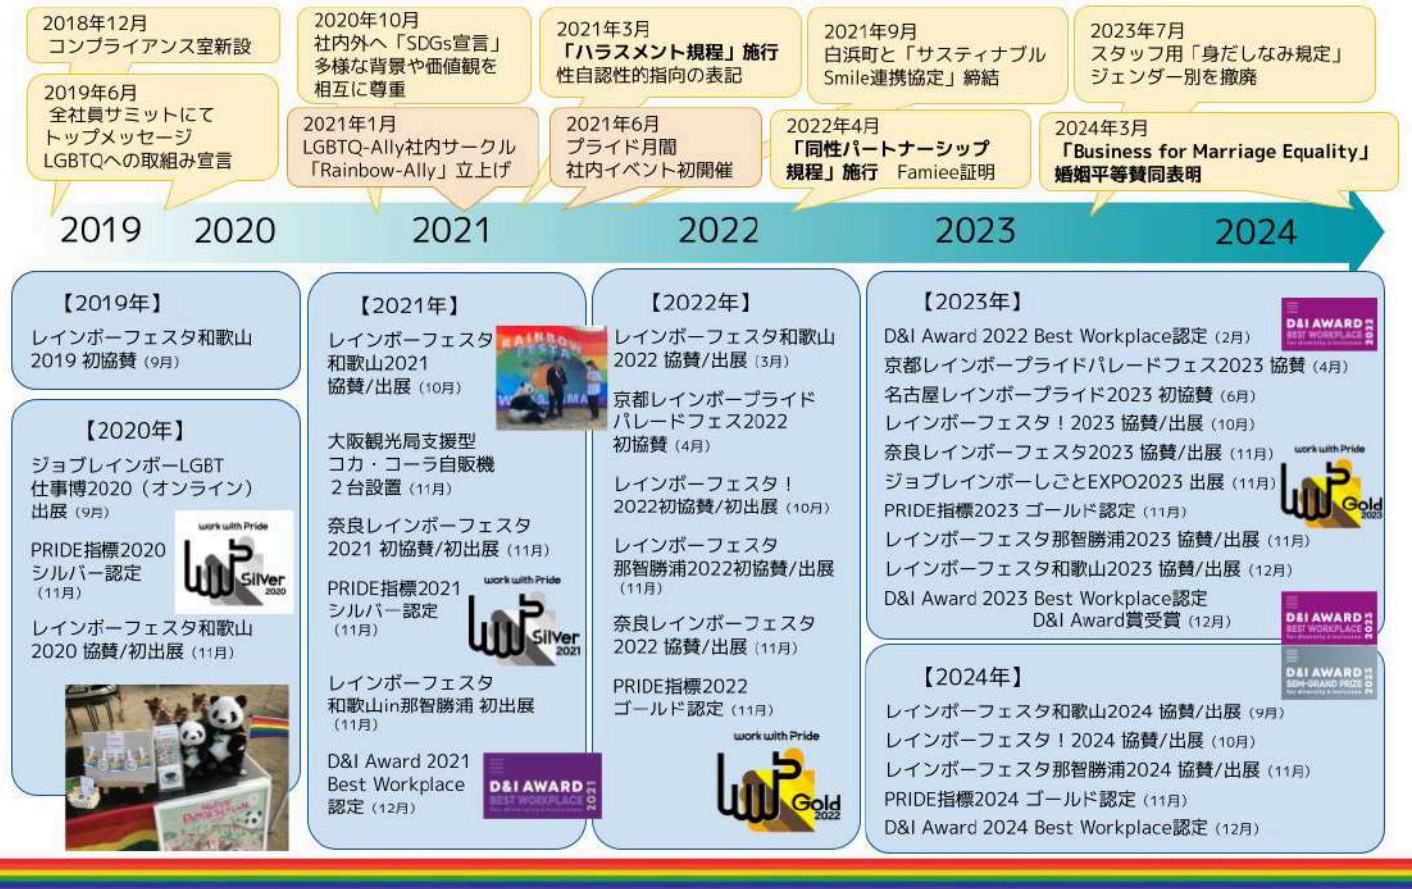 2018年12月
コンプライアンス室新設
2019年6月
全社員サミットにて
トップメッセージ
LGBTQへの取組み宣言
2020年10月
社内外へ「SDGs宣言」
多様な背景や価値観を
相互に尊重
2021年1月
LGBTQ-Ally社内サークル
「Rainbow-Ally」立上げ
2021年3月
「ハラスメント規程」施行
性自認性的指向の表記
2021年6月
プライド月間
社内イベント初開催
2021年9月
白浜町と「サスティナブル
Smile連携協定」締結
2022年4月
「同性パートナーシップ
規程」施行 Famiee証明
2023年7月
スタッフ用「身だしなみ規定」
ジェンダー別を撤廃
2024年3月
「Business for Marriage Equality」
婚姻平等賛同表明
2019 2020 2021 2022 2023 2024
【2019年】
レインボーフェスタ和歌山
2019 初協賛（9月）
【2020年】
ジョブレインボーLGBT
仕事博2020（オンライン）
出展（9月）
PRIDE指標2020
シルバー認定
（11月）
work with Pride
Silver
2020
レインボーフェスタ和歌山
2020 協賛/初出展（11月）
【2021年】
レインボーフェスタ
和歌山2021
協賛/出展（10月）
RAINBOW
FESTA
大阪観光局支援型
コカ・コーラ自販機
２台設置（11月）
奈良レインボーフェスタ
2021 初協賛/初出展（11月）
PRIDE指標2021
シルバー認定
（11月）
work with Pride
Silver
2021
レインボーフェスタ
和歌山in那智勝浦 初出展
（11月）
D&I Award 2021
Best Workplace
認定（12月）
D&I AWARD
BEST WORKPLACE
2021
【2022年】
レインボーフェスタ和歌山
2022 協賛/出展（3月）
京都レインボープライド
パレードフェス2022
初協賛（4月）
レインボーフェスタ！
2022初協賛/初出展（10月）
レインボーフェスタ
那智勝浦2022初協賛/出展
（11月）
奈良レインボーフェスタ
2022 協賛/出展（11月）
PRIDE指標2022
ゴールド認定（11月）
work with Pride
Gold
2022
【2023年】
D&I AWARD
BEST WORKPLACE
for diversity & inclusion
2022
D&I Award 2022 Best Workplace認定（2月）
京都レインボープライドパレードフェス2023 協賛（4月）
名古屋レインボープライド2023 初協賛（6月）
レインボーフェスタ！2023 協賛/出展（10月）
奈良レインボーフェスタ2023 協賛/出展（11月）
ジョブレインボーしごとEXPO2023 出展（11月）
PRIDE指標2023 ゴールド認定（11月）
work with Pride
Gold
2023
レインボーフェスタ那智勝浦2023 協賛/出展（11月）
レインボーフェスタ和歌山2023 協賛/出展（12月）
D&I Award 2023 Best Workplace認定
D&I Award賞受賞（12月）
D&I AWARD
BEST WORKPLACE
for diversity & inclusion
2023
D&I AWARD
SEMI-GRAND PRIZE
for diversity & inclusion
2023
【2024年】
レインボーフェスタ和歌山2024 協賛/出展（9月）
レインボーフェスタ！2024 協賛/出展（10月）
レインボーフェスタ那智勝浦2024 協賛/出展（11月）
PRIDE指標2024 ゴールド認定（11月）
D&I Award 2024 Best Workplace認定（12月）